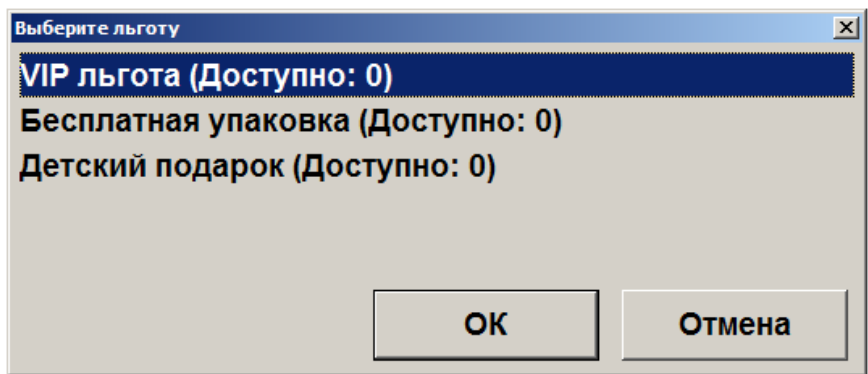 Выберите льготу
VIP льгота (Доступно: 0)
Бесплатная упаковка (Доступно: 0)
Детский подарок (Доступно: 0)
ОК
Отмена